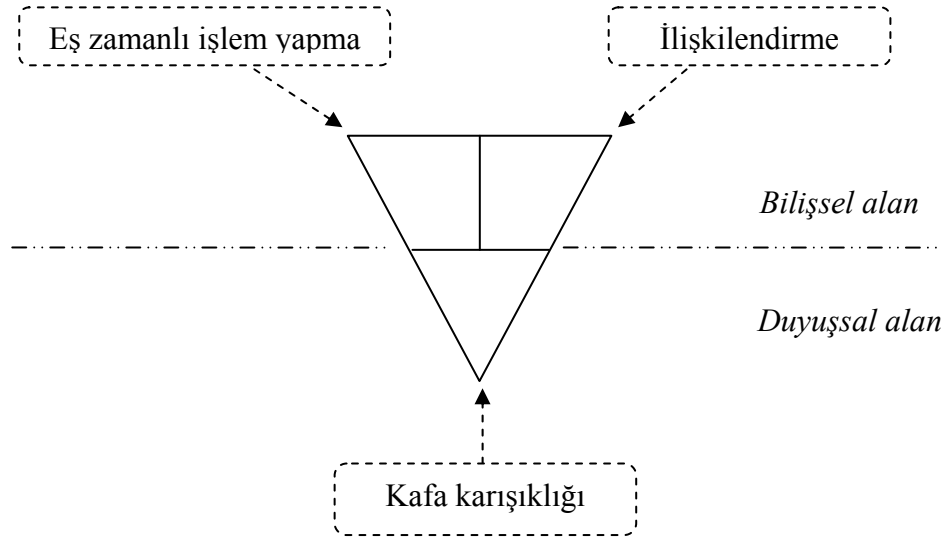 Eş zamanlı işlem yapma
İlişkilendirme
Bilişsel alan
Duyuşsal alan
Kafa karışıklığı